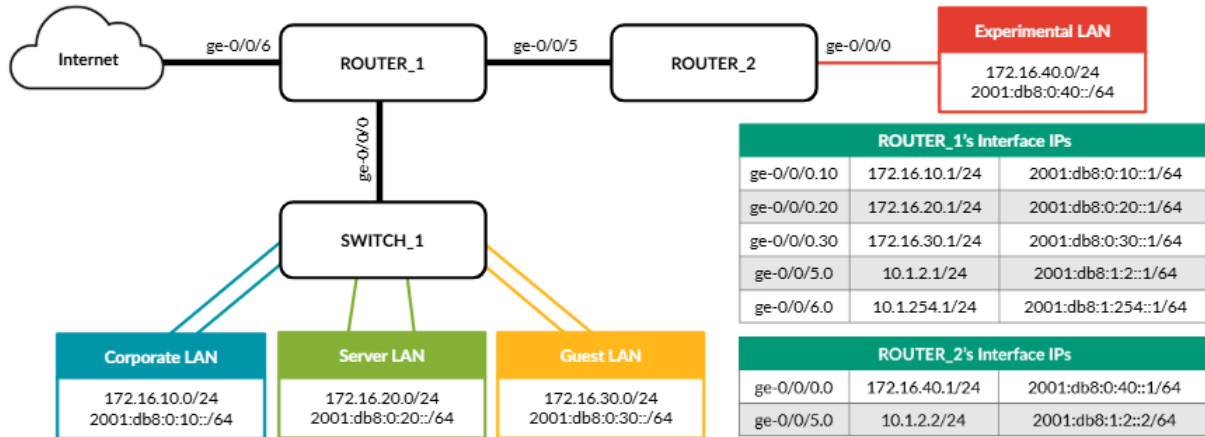 Internet
ge-0/0/6
ROUTER_1
ge-0/0/5
ROUTER_2
ge-0/0/0
Experimental LAN
172.16.40.0/24
2001:db8:0:40::/64
ge-0/0/0
SWITCH_1
Corporate LAN
172.16.10.0/24
2001:db8:0:10::/64
Server LAN
172.16.20.0/24
2001:db8:0:20::/64
Guest LAN
172.16.30.0/24
2001:db8:0:30::/64
ROUTER_1's Interface IPs
ge-0/0/0.10 172.16.10.1/24 2001:db8:0:10::1/64
ge-0/0/0.20 172.16.20.1/24 2001:db8:0:20::1/64
ge-0/0/0.30 172.16.30.1/24 2001:db8:0:30::1/64
ge-0/0/5.0 10.1.2.1/24 2001:db8:1:2::1/64
ge-0/0/6.0 10.1.254.1/24 2001:db8:1:254::1/64
ROUTER_2's Interface IPs
ge-0/0/0.0 172.16.40.1/24 2001:db8:0:40::1/64
ge-0/0/5.0 10.1.2.2/24 2001:db8:1:2::2/64